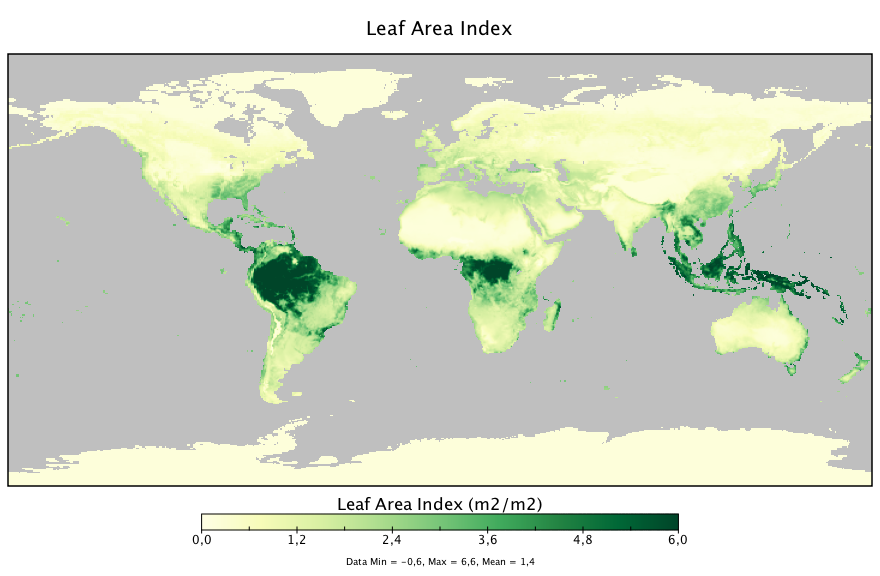 Leaf Area Index
Leaf Area Index (m2/m2)
0,0 1,2 2,4 3,6 4,8 6,0
Data Min = -0,6, Max = 6,6, Mean = 1,4